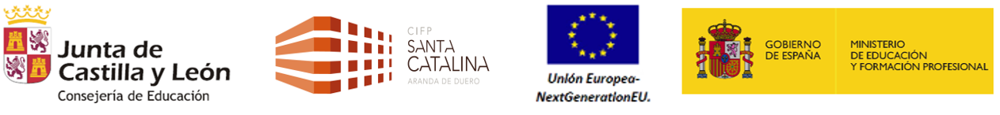 Junta de
Castilla y León
Consejería de Educación
CIFP
SANTA
CATALINA
ARANDA DE DUERO
Unión Europea-
NextGenerationEU.
GOBIERNO
DE ESPAÑA
MINISTERIO
DE EDUCACIÓN
Y FORMACIÓN PROFESIONAL